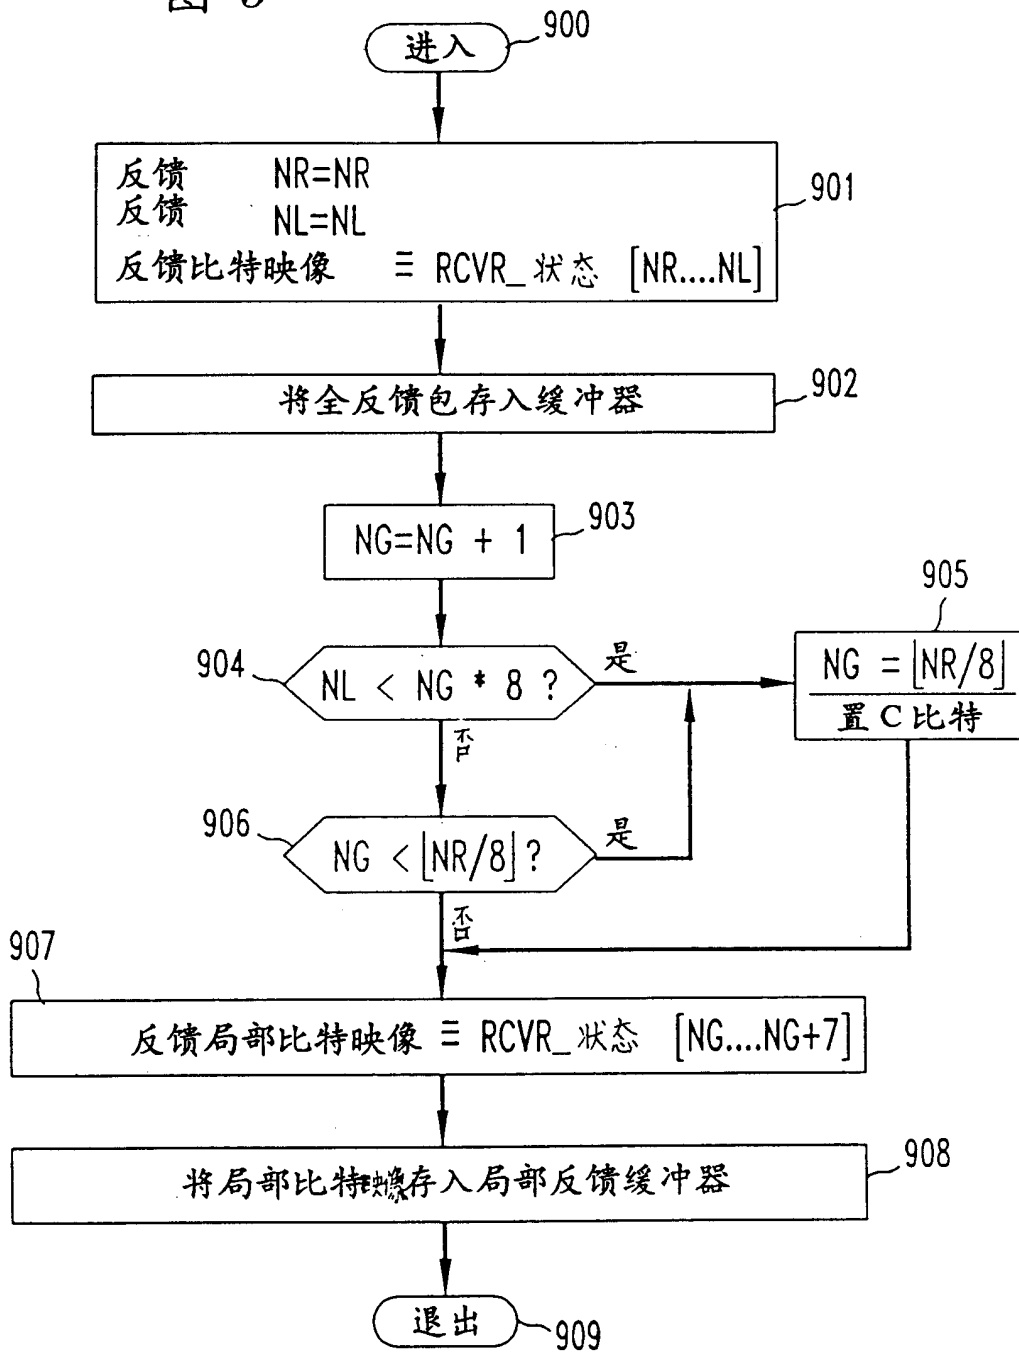 进入
900
反馈 NR=NR
反馈 NL=NL
反馈比特映像 ≡ RCVR_状态 [NR....NL]
901
将全反馈包存入缓冲器
902
NG=NG + 1
903
904
NL < NG * 8 ?
是
否
905
NG = ⌊NR/8⌋
置C比特
906
NG < ⌊NR/8⌋?
是
否
907
反馈局部比特映像 ≡ RCVR_状态 [NG....NG+7]
将局部比特映像存入局部反馈缓冲器
908
退出
909